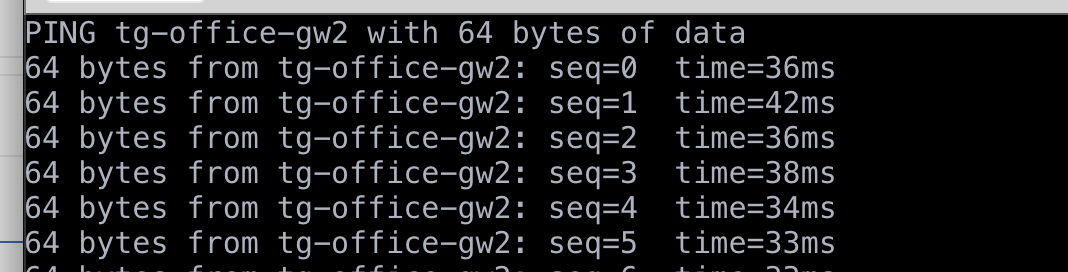 PING tg-office-gw2 with 64 bytes of data
64 bytes from tg-office-gw2: seq=0  time=36ms
64 bytes from tg-office-gw2: seq=1  time=42ms
64 bytes from tg-office-gw2: seq=2  time=36ms
64 bytes from tg-office-gw2: seq=3  time=38ms
64 bytes from tg-office-gw2: seq=4  time=34ms
64 bytes from tg-office-gw2: seq=5  time=33ms